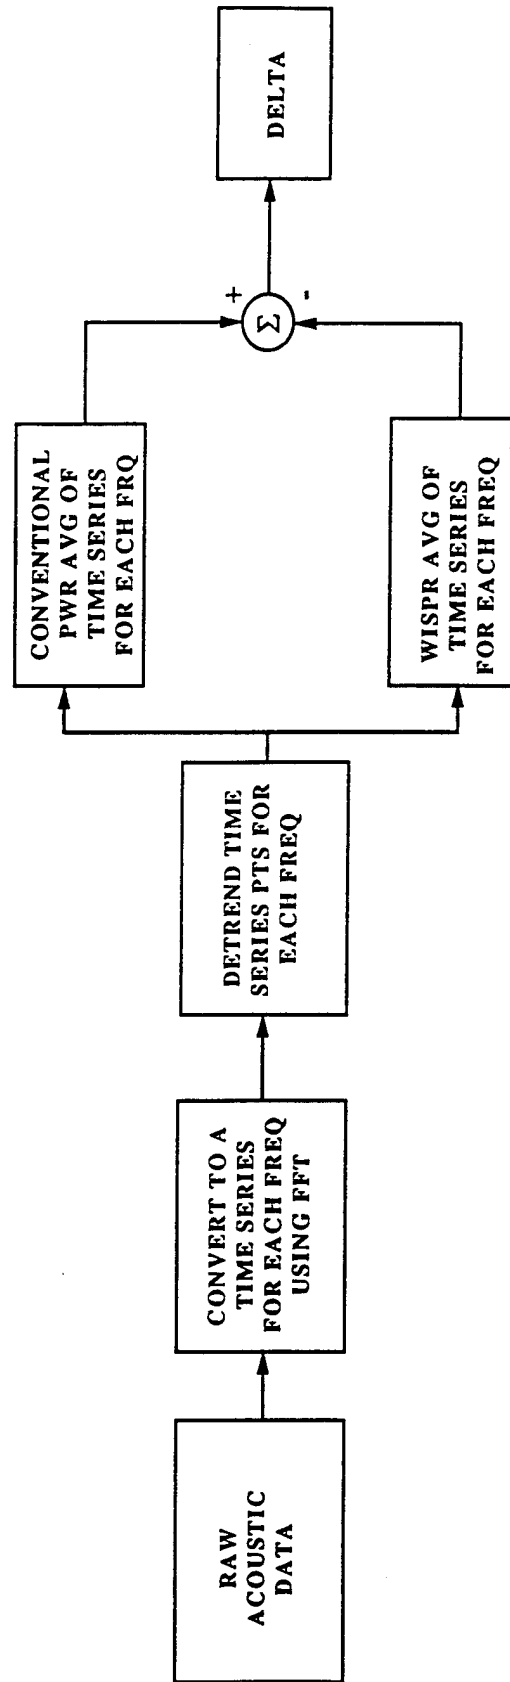 RAW
ACOUSTIC
DATA
CONVERT TO A
TIME SERIES
FOR EACH FREQ
USING FFT
DETREND TIME
SERIES PTS FOR
EACH FREQ
CONVENTIONAL
PWR AVG OF
TIME SERIES
FOR EACH FRQ
WISPR AVG OF
TIME SERIES
FOR EACH FREQ
+
Σ
-
DELTA